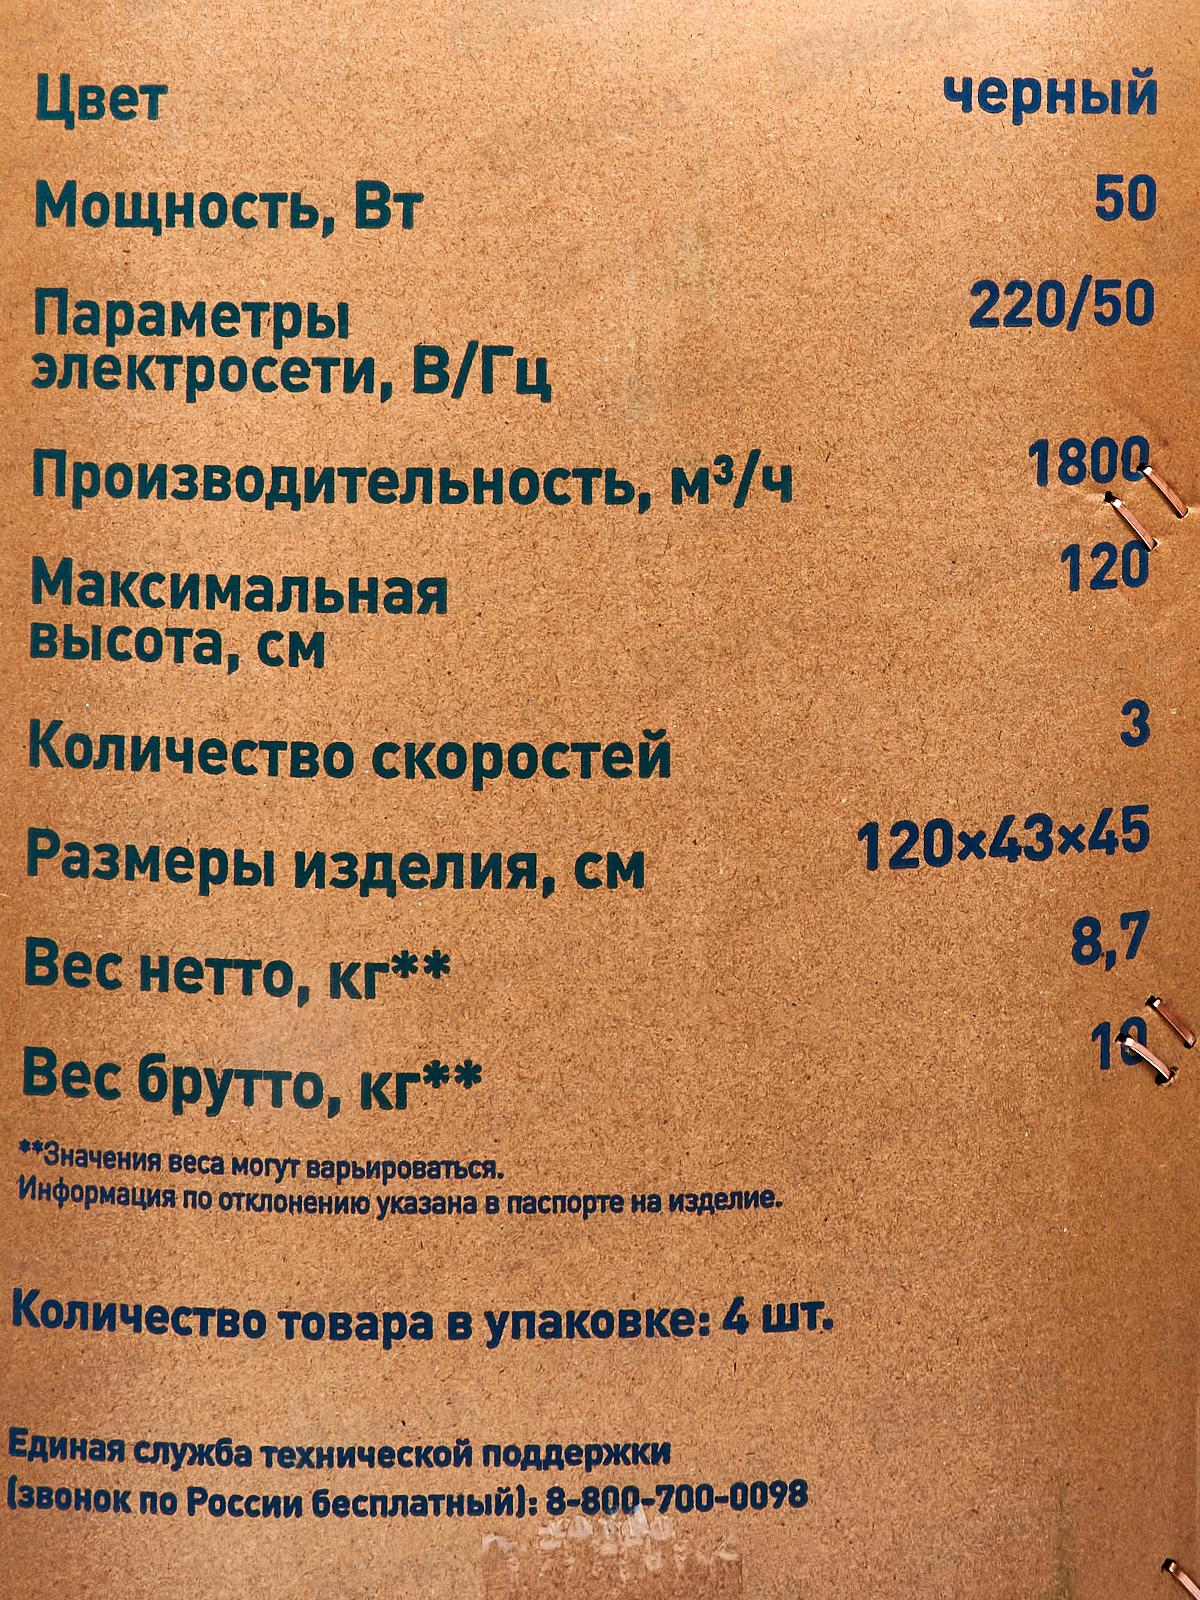 Цвет черный
Мощность, Вт 50
Параметры 220/50
электросети, В/Гц
Производительность, м³/ч 1800
Максимальная 120
высота, см
Количество скоростей 3
Размеры изделия, см 120×43×45
Вес нетто, кг** 8,7
Вес брутто, кг** 10
**Значения веса могут варьироваться.
Информация по отклонению указана в паспорте на изделие.
Количество товара в упаковке: 4 шт.
Единая служба технической поддержки
(звонок по России бесплатный): 8-800-700-0098